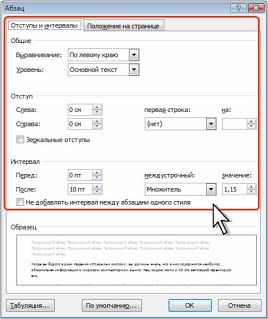 Абзац
Отступы и интервалы Положение на странице
Общие
Выравнивание: По левому краю
Уровень: Основной текст
Отступ
Слева: 0 см первая строка: на:
Справа: 0 см (нет)
Зеркальные отступы
Интервал
Перед: 0 пт междустрочный: значение:
После: 10 пт Множитель 1,15
Не добавлять интервал между абзацами одного стиля
Образец
Табуляция... По умолчанию... ОК Отмена